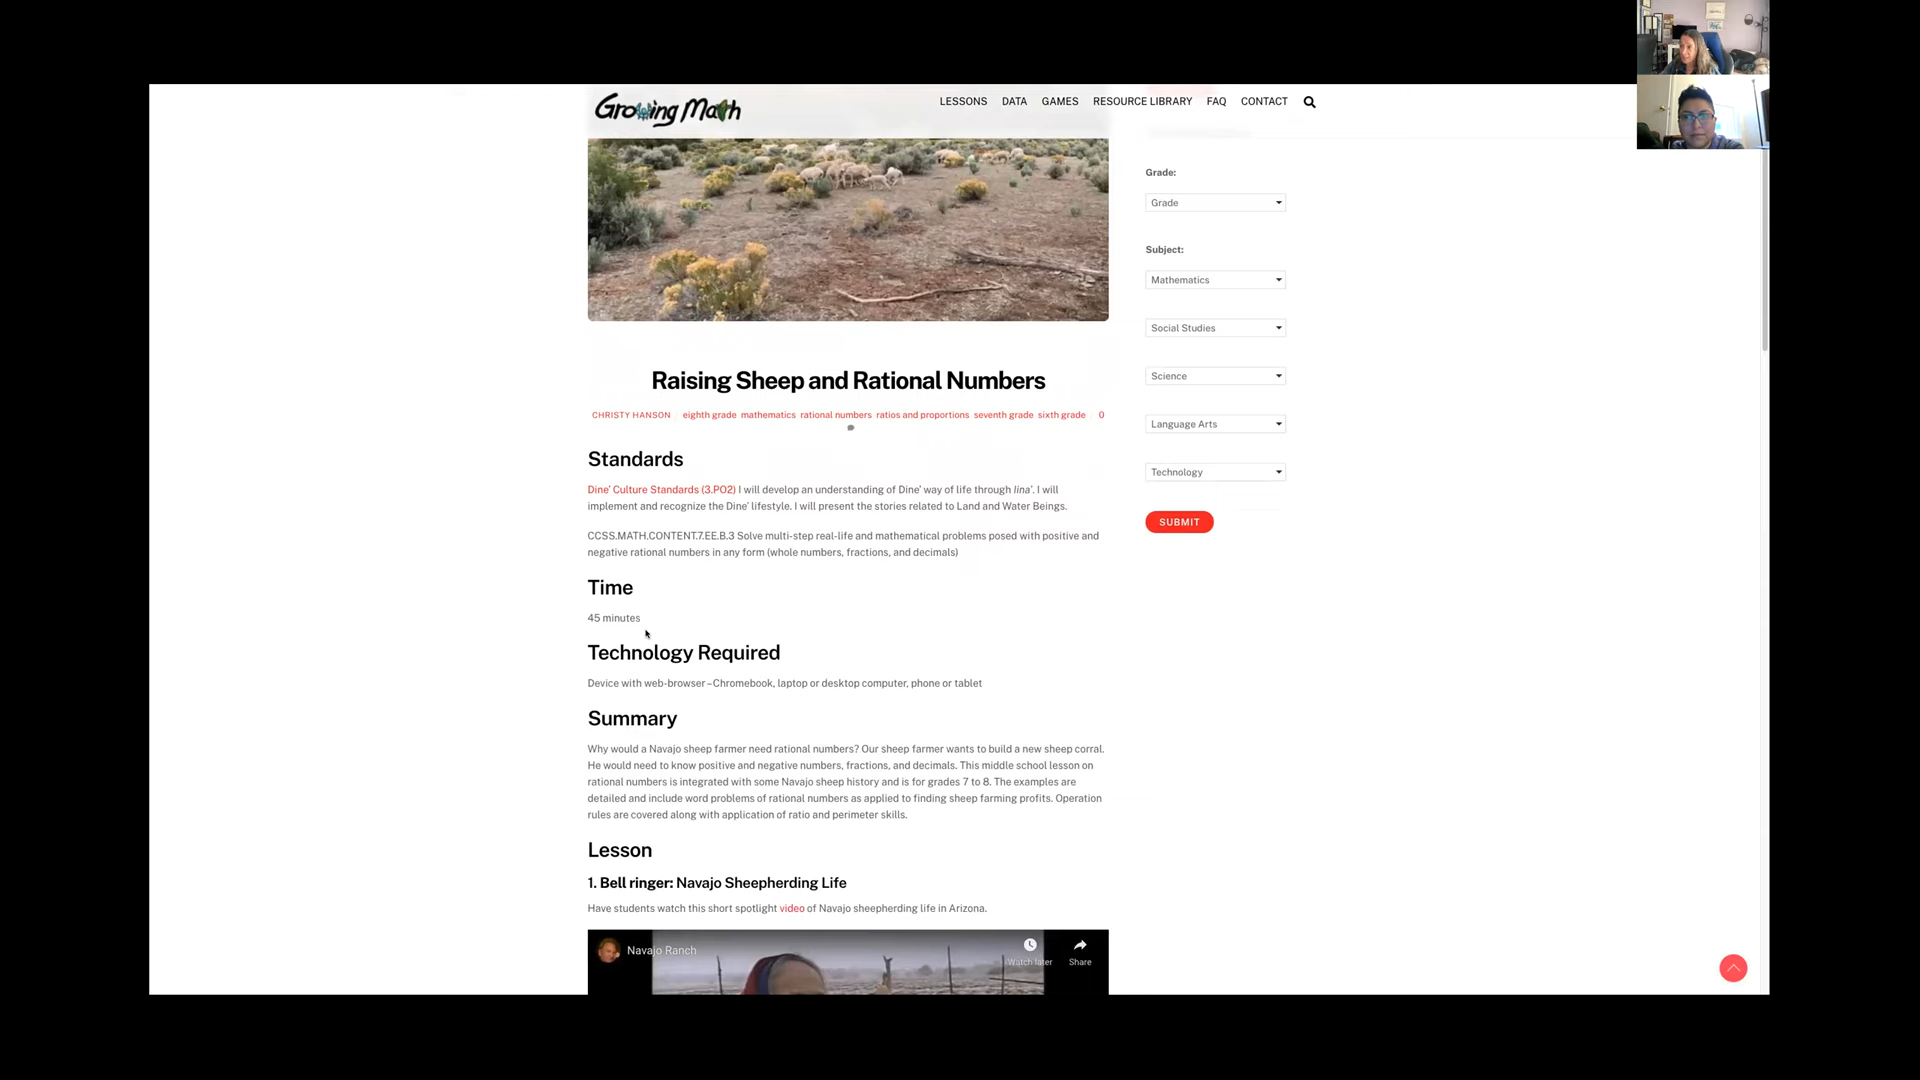 Growing Math
LESSONS DATA GAMES RESOURCE LIBRARY FAQ CONTACT
Grade:
Grade
Subject:
Mathematics
Social Studies
Science
Language Arts
Technology
SUBMIT
Raising Sheep and Rational Numbers
CHRISTY HANSON / eighth grade mathematics rational numbers ratios and proportions seventh grade sixth grade 0
Standards
Dine' Culture Standards (3.PO2) I will develop an understanding of Dine' way of life through Iina'. I will
implement and recognize the Dine' lifestyle. I will present the stories related to Land and Water Beings.
CCSS.MATH.CONTENT.7.EE.B.3 Solve multi-step real-life and mathematical problems posed with positive and
negative rational numbers in any form (whole numbers, fractions, and decimals)
Time
45 minutes
Technology Required
Device with web-browser – Chromebook, laptop or desktop computer, phone or tablet
Summary
Why would a Navajo sheep farmer need rational numbers? Our sheep farmer wants to build a new sheep corral.
He would need to know positive and negative numbers, fractions, and decimals. This middle school lesson on
rational numbers is integrated with some Navajo sheep history and is for grades 7 to 8. The examples are
detailed and include word problems of rational numbers as applied to finding sheep farming profits. Operation
rules are covered along with application of ratio and perimeter skills.
Lesson
1. Bell ringer: Navajo Sheepherding Life
Have students watch this short spotlight video of Navajo sheepherding life in Arizona.
Navajo Ranch
Watch later Share